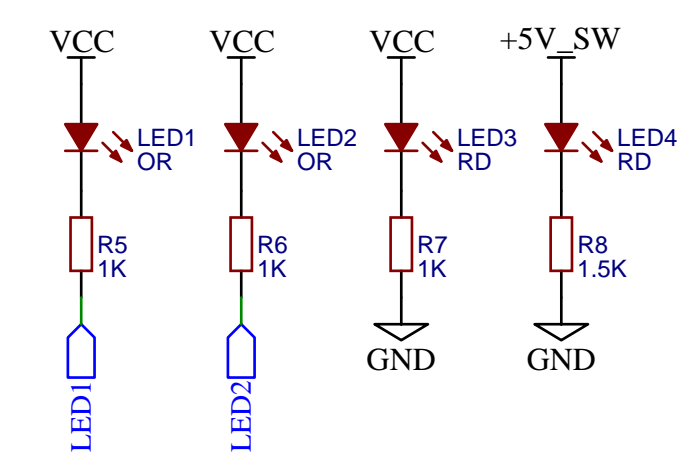 VCC
VCC
VCC
+5V_SW
LED1
OR
LED2
OR
LED3
RD
LED4
RD
R5
1K
R6
1K
R7
1K
R8
1.5K
LED1
LED2
GND
GND